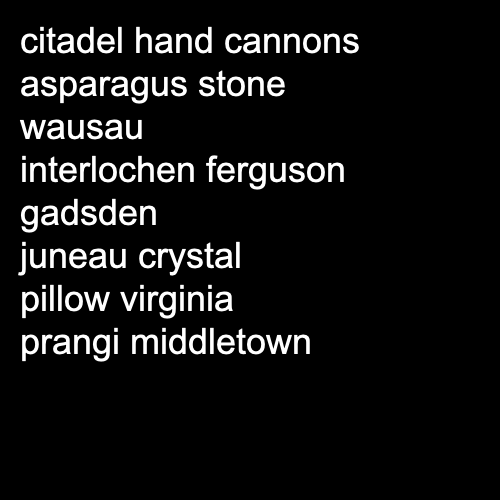 citadel hand cannons
asparagus stone
wausau
interlochen ferguson
gadsden
juneau crystal
pillow virginia
prangi middletown